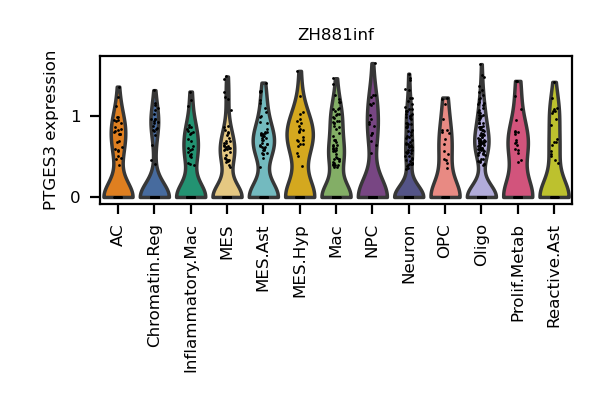 ZH881inf
PTGES3 expression
1
0
AC
Chromatin.Reg
Inflammatory.Mac
MES
MES.Ast
MES.Hyp
Mac
NPC
Neuron
OPC
Oligo
Prolif.Metab
Reactive.Ast